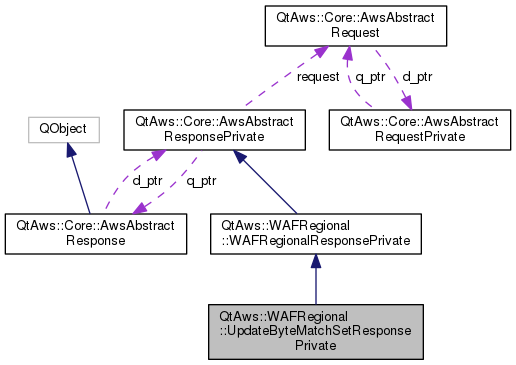 QtAws::Core::AwsAbstract
Request
request
q_ptr
d_ptr
QObject
QtAws::Core::AwsAbstract
ResponsePrivate
QtAws::Core::AwsAbstract
RequestPrivate
d_ptr
q_ptr
QtAws::Core::AwsAbstract
Response
QtAws::WAFRegional
::WAFRegionalResponsePrivate
QtAws::WAFRegional
::UpdateByteMatchSetResponse
Private